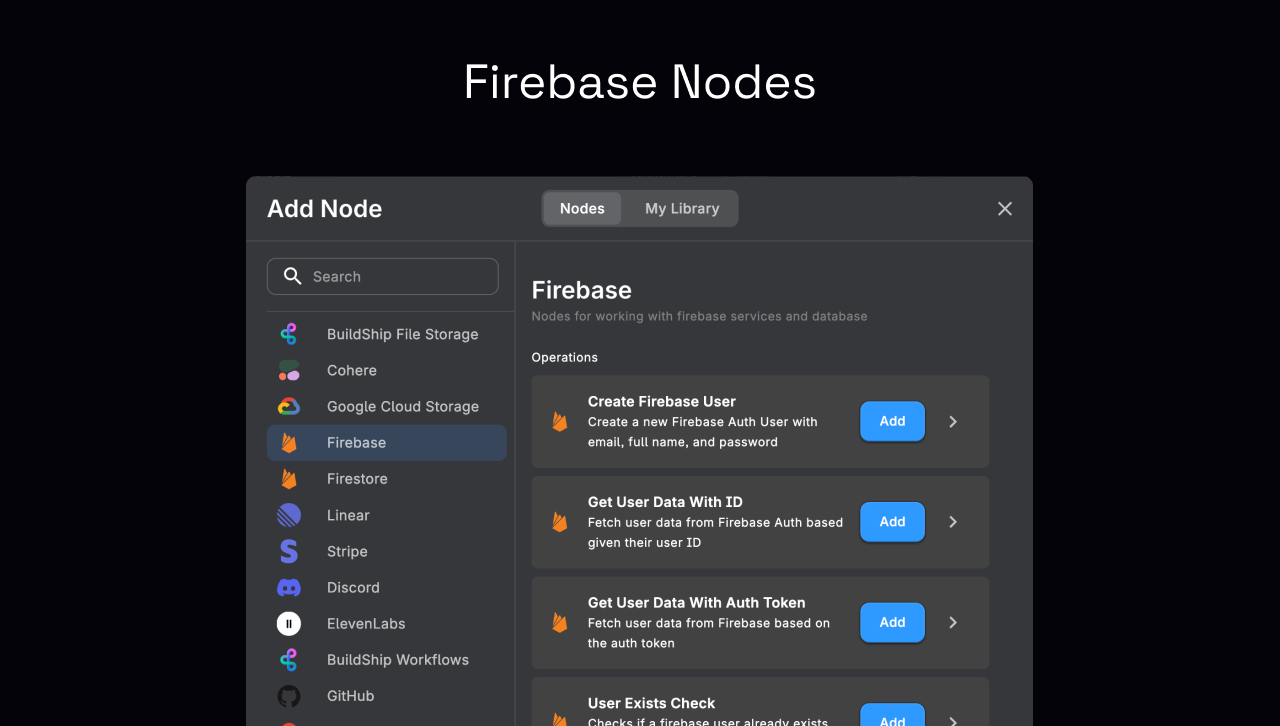 Firebase Nodes
Add Node
Nodes
My Library
Search
BuildShip File Storage
Cohere
Google Cloud Storage
Firebase
Firestore
Linear
Stripe
Discord
ElevenLabs
BuildShip Workflows
GitHub
Firebase
Nodes for working with firebase services and database
Operations
Create Firebase User
Create a new Firebase Auth User with
email, full name, and password
Add
Get User Data With ID
Fetch user data from Firebase Auth based
given their user ID
Add
Get User Data With Auth Token
Fetch user data from Firebase based on
the auth token
Add
User Exists Check
Checks if a firebase user already exists
Add